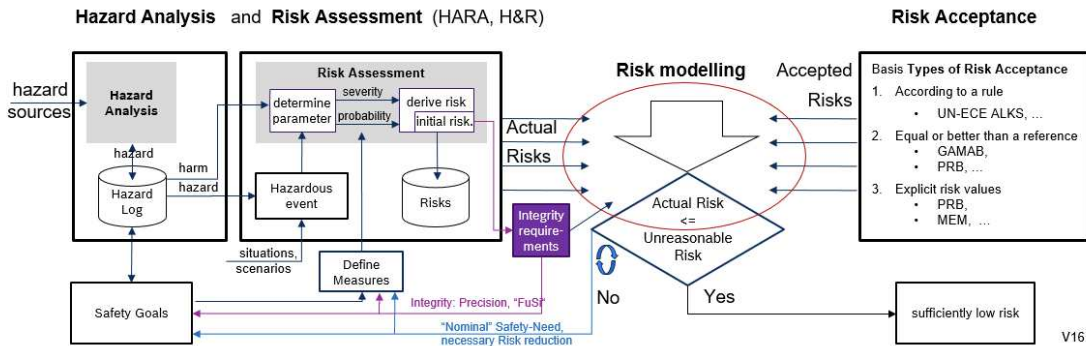 Hazard Analysis and Risk Assessment (HARA, H&R)
Risk Acceptance
hazard
sources
Hazard
Analysis
hazard
harm
hazard
Hazard
Log
Risk Assessment
determine
parameter
severity
probability
derive risk
initial risk.
Hazardous
event
Risks
situations,
scenarios
Define
Measures
Safety Goals
Integrity: Precision, "FuSi"
"Nominal" Safety-Need,
necessary Risk reduction
Actual
Risks
Integrity
require-
ments
Risk modelling
Actual Risk
<=
Unreasonable
Risk
No
Yes
Accepted
Risks
Basis Types of Risk Acceptance
1. According to a rule
• UN-ECE ALKS, ...
2. Equal or better than a reference
• GAMAB,
• PRB, ...
3. Explicit risk values
• PRB,
• MEM, ...
sufficiently low risk
V16